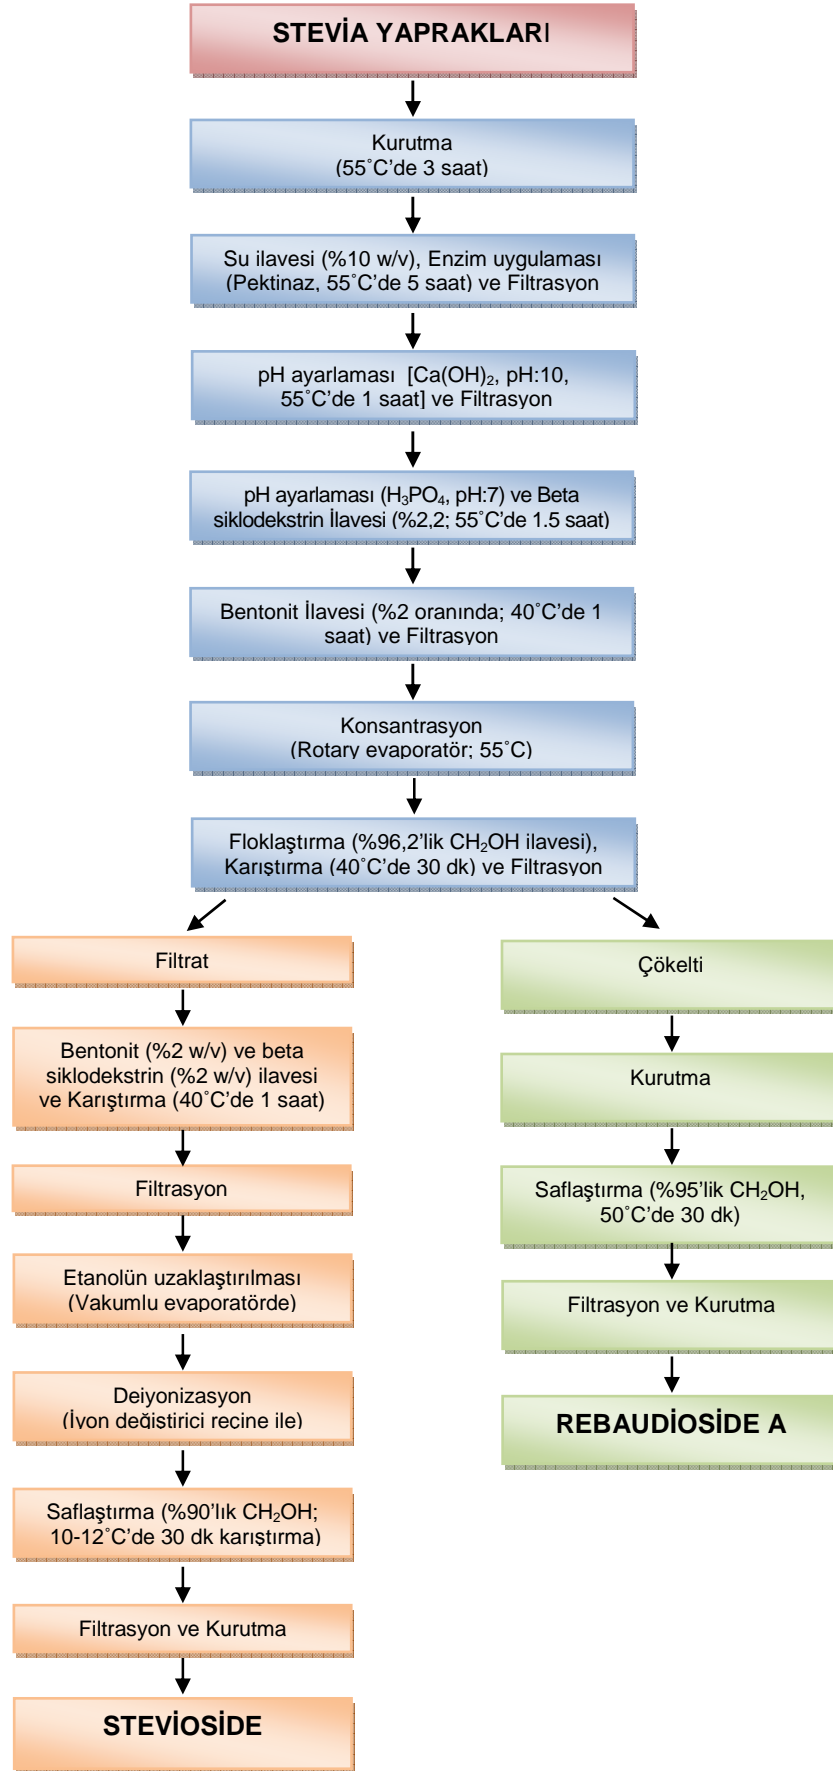 STEVİA YAPRAKLARI
Kurutma
(55˚C’de 3 saat)
Su ilavesi (%10 w/v), Enzim uygulaması
(Pektinaz, 55˚C’de 5 saat) ve Filtrasyon
pH ayarlaması [Ca(OH)₂, pH:10,
55˚C’de 1 saat] ve Filtrasyon
pH ayarlaması (H₃PO₄, pH:7) ve Beta
siklodekstrin İlavesi (%2,2; 55˚C’de 1.5 saat)
Bentonit İlavesi (%2 oranında; 40˚C’de 1
saat) ve Filtrasyon
Konsantrasyon
(Rotary evaporatör; 55˚C)
Floklaştırma (%96,2’lik CH₂OH ilavesi),
Karıştırma (40˚C’de 30 dk) ve Filtrasyon
Filtrat
Bentonit (%2 w/v) ve beta
siklodekstrin (%2 w/v) ilavesi
ve Karıştırma (40˚C’de 1 saat)
Filtrasyon
Etanolün uzaklaştırılması
(Vakumlu evaporatörde)
Deiyonizasyon
(İyon değiştirici reçine ile)
Saflaştırma (%90’lık CH₂OH;
10-12˚C’de 30 dk karıştırma)
Filtrasyon ve Kurutma
STEVİOSİDE
Çökelti
Kurutma
Saflaştırma (%95’lik CH₂OH,
50˚C’de 30 dk)
Filtrasyon ve Kurutma
REBAUDİOSİDE A